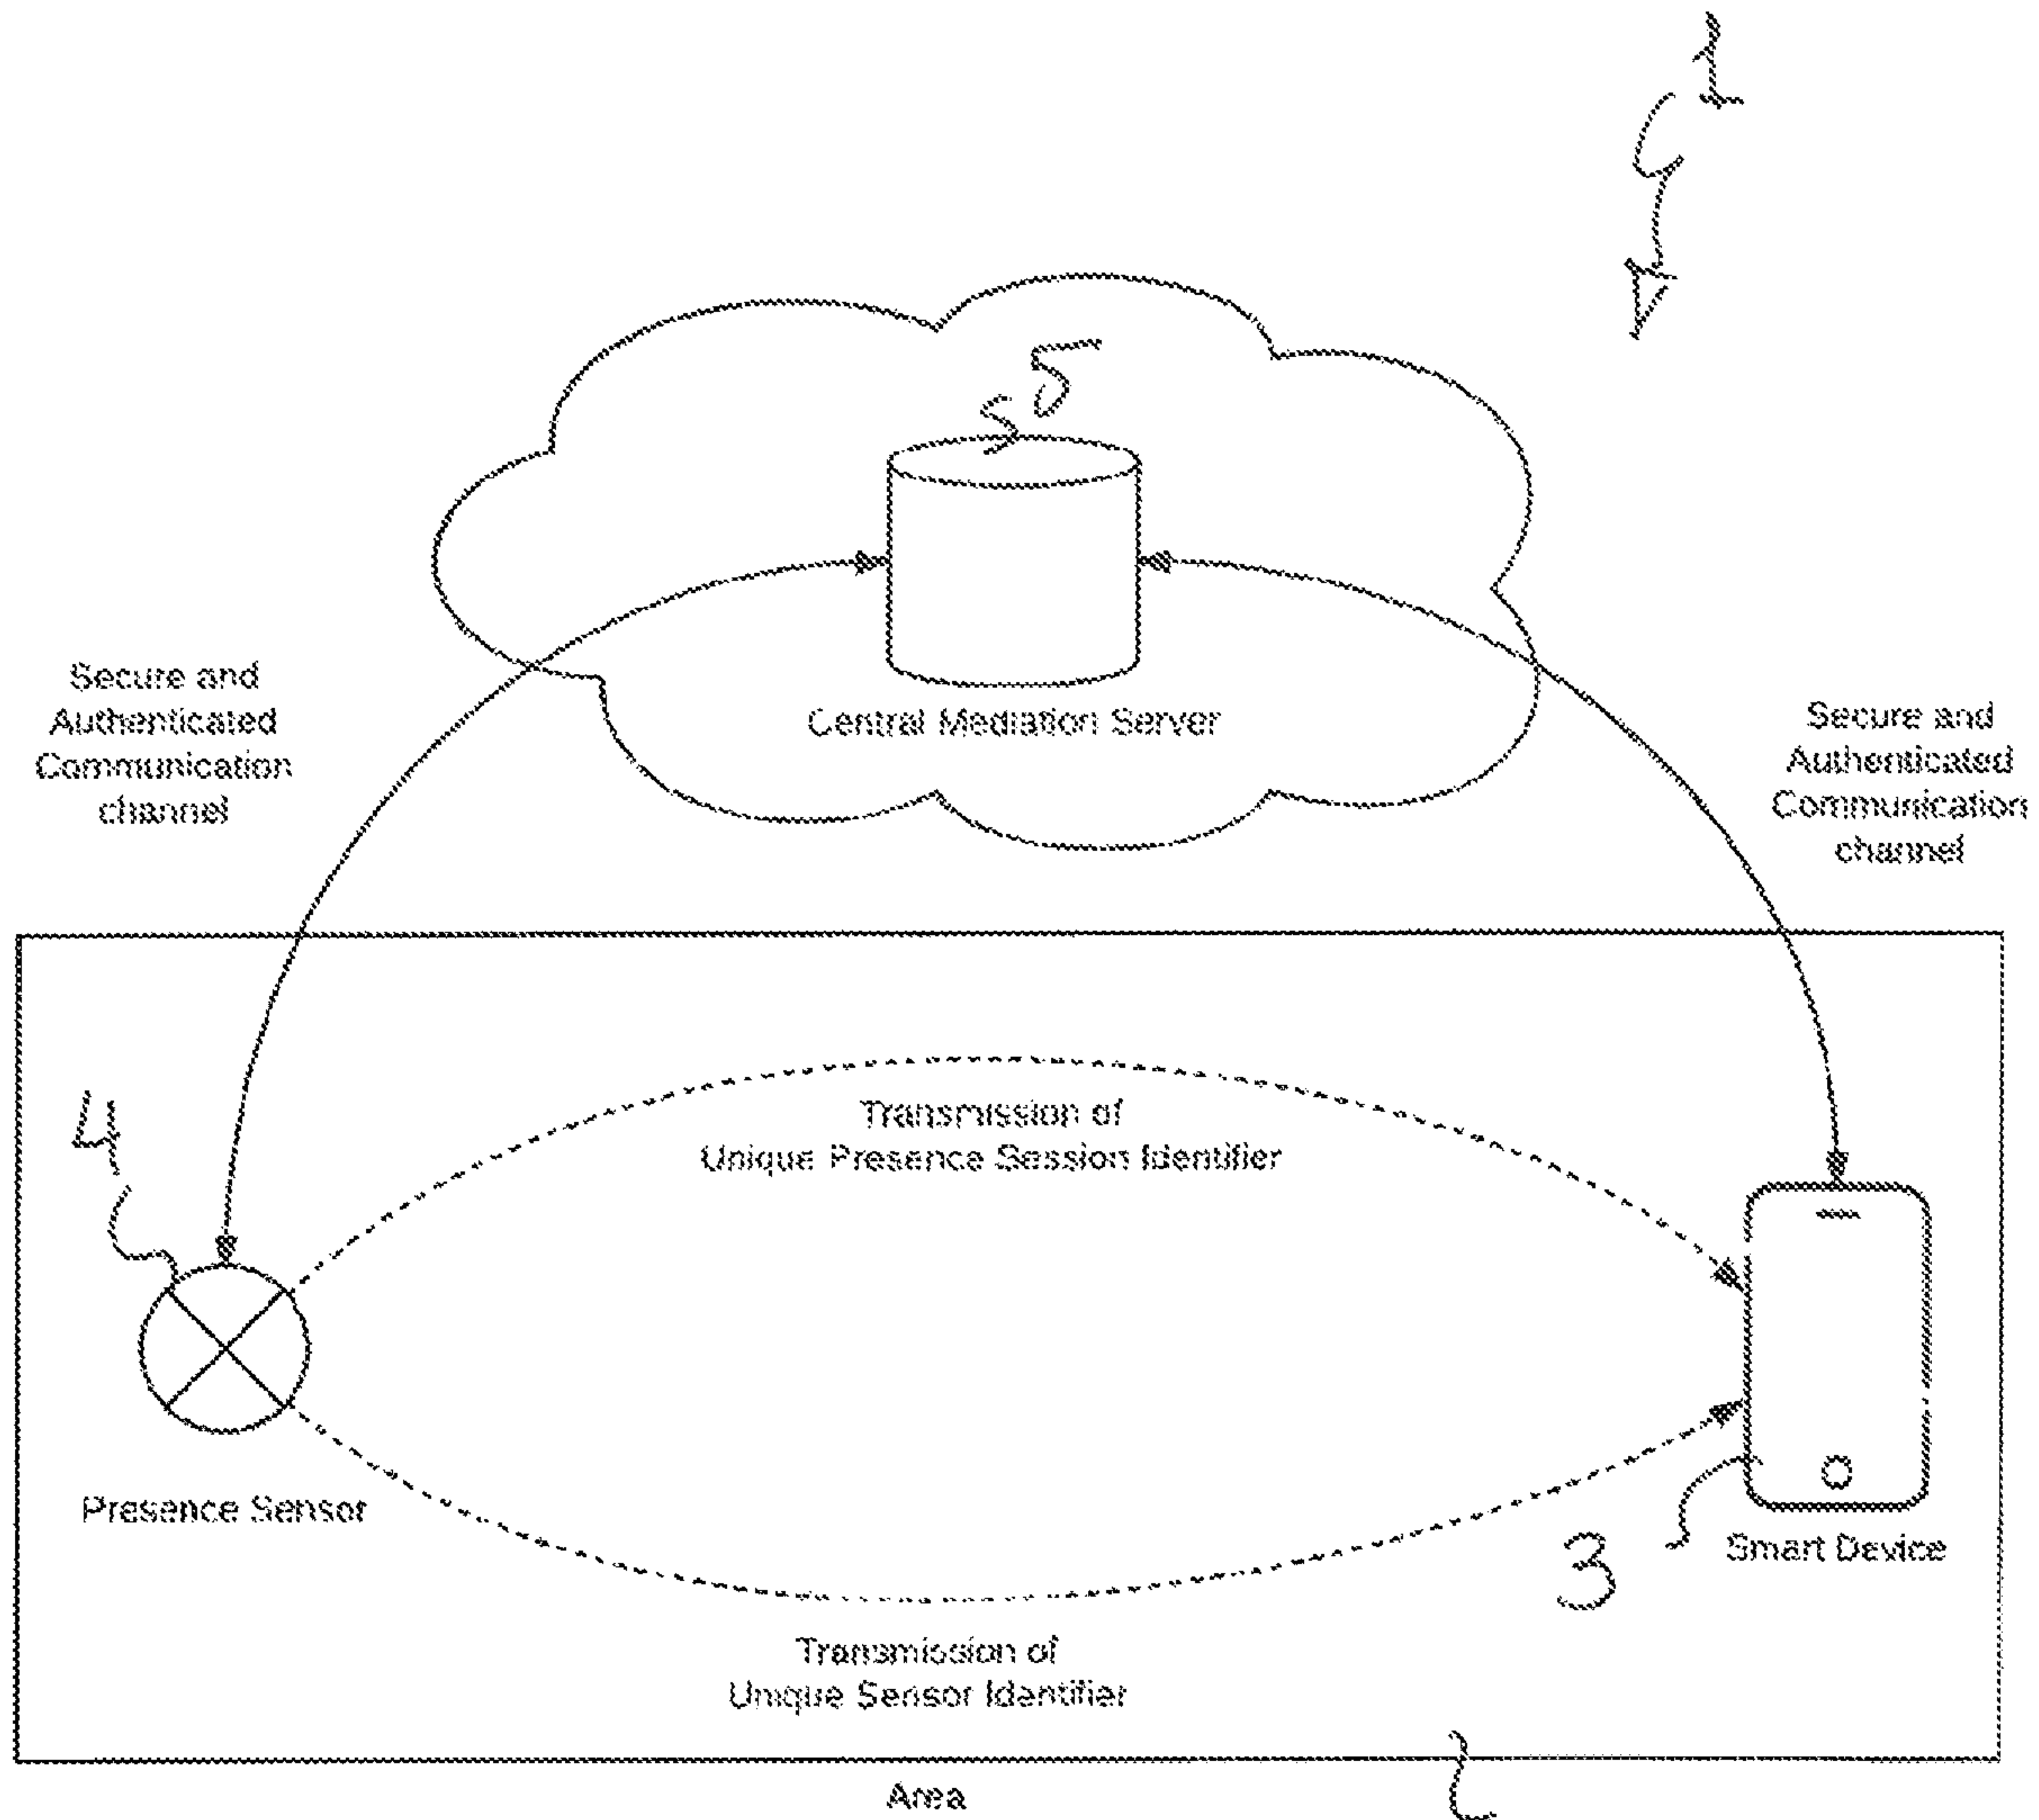 1
5
Central Mediation Server
Secure and
Authenticated
Communication
channel
Secure and
Authenticated
Communication
channel
4
Transmission of
Unique Presence Session Identifier
Presence Sensor
3
Smart Device
Transmission of
Unique Sensor Identifier
Area